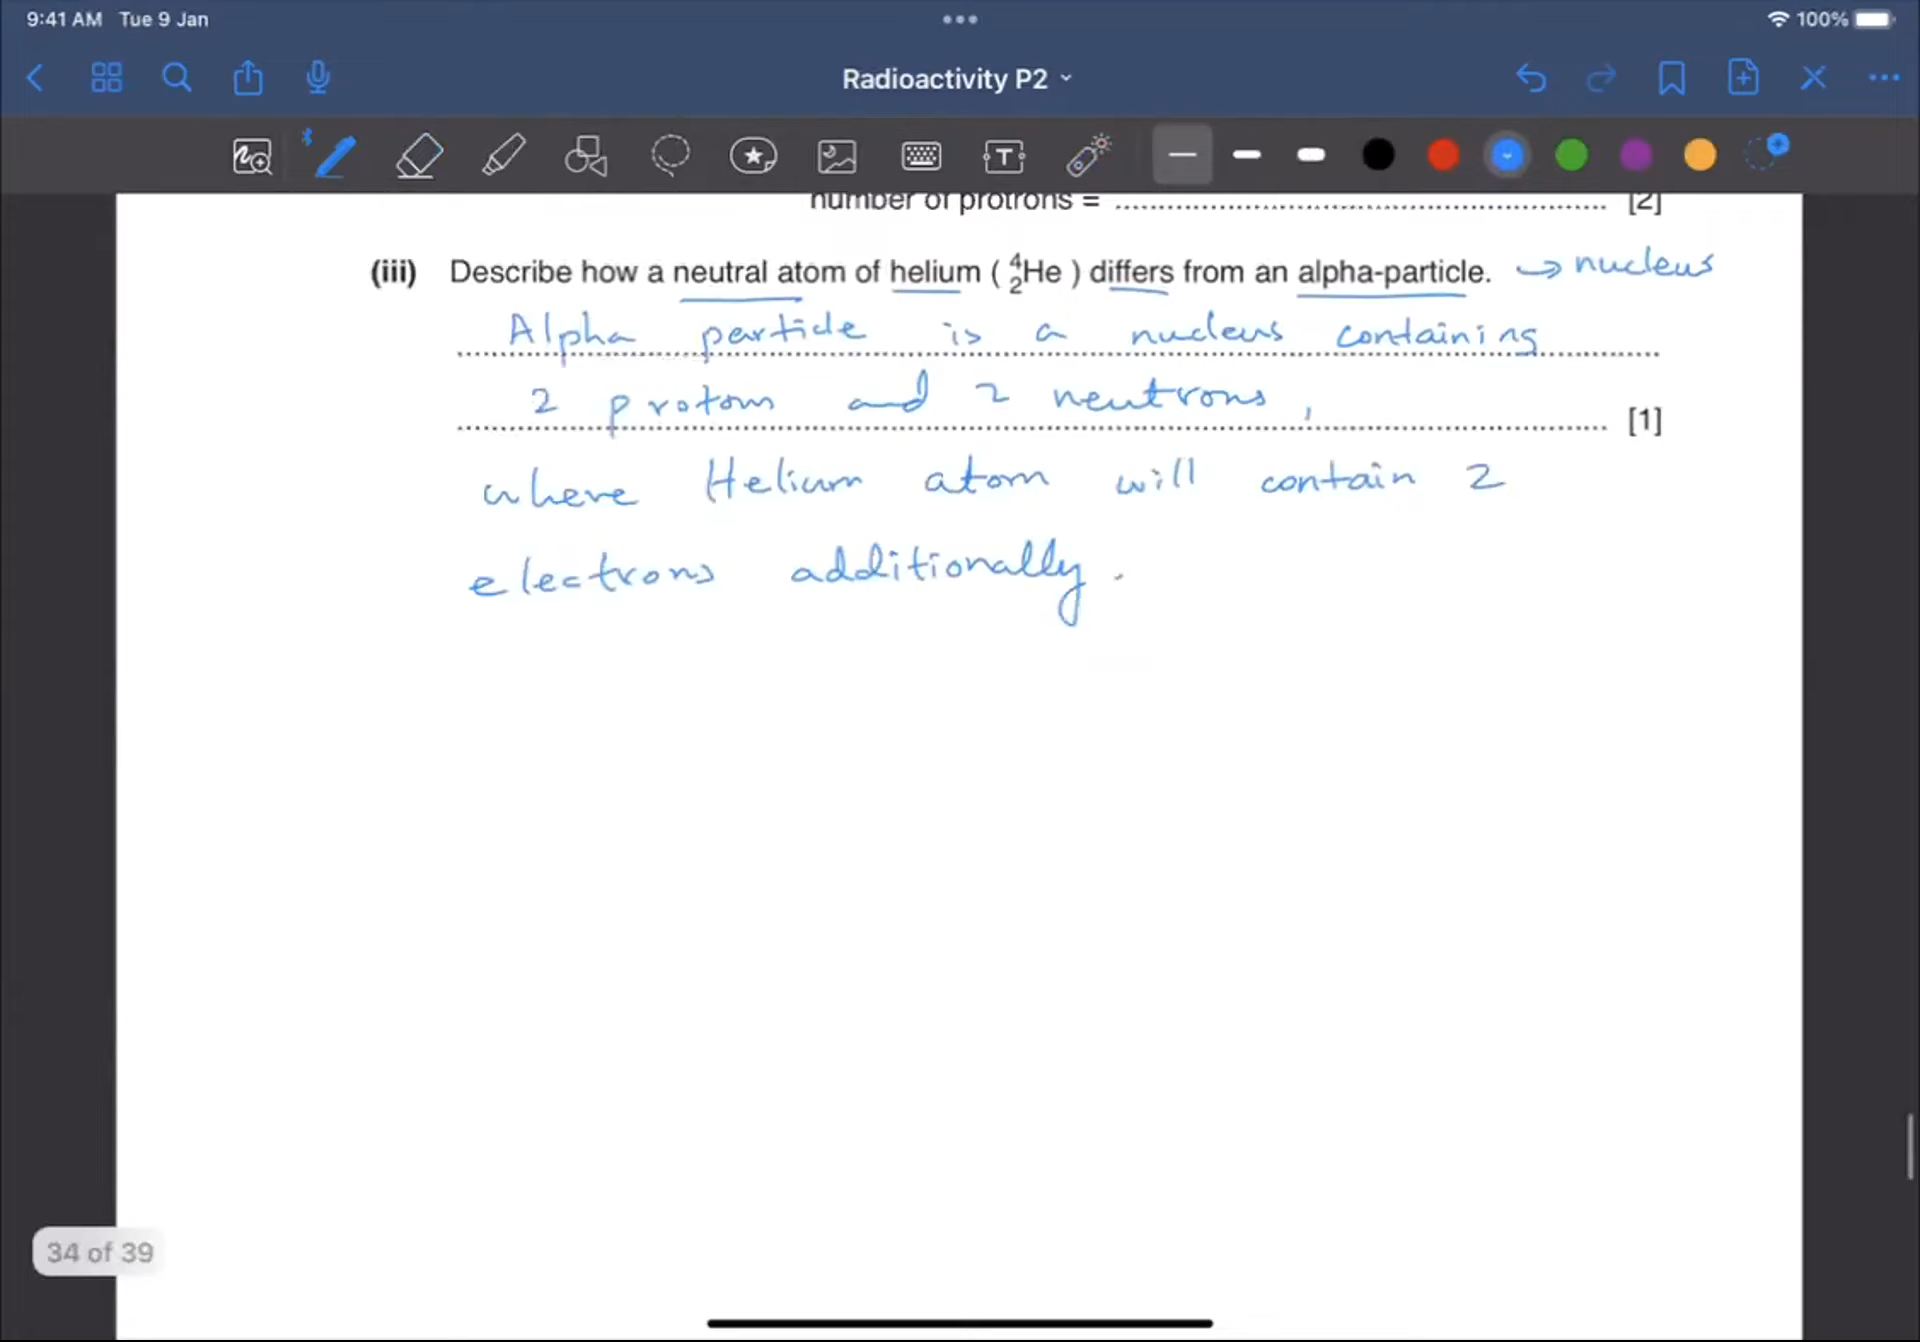 9:41 AM Tue 9 Jan
100%
Radioactivity P2
number of protrons = .......... [2]
(iii) Describe how a neutral atom of helium ( ⁴₂He ) differs from an alpha-particle. → nucleus
Alpha particle is a nucleus containing
2 protons and 2 neutrons,
[1]
where Helium atom will contain 2
electrons additionally.
34 of 39